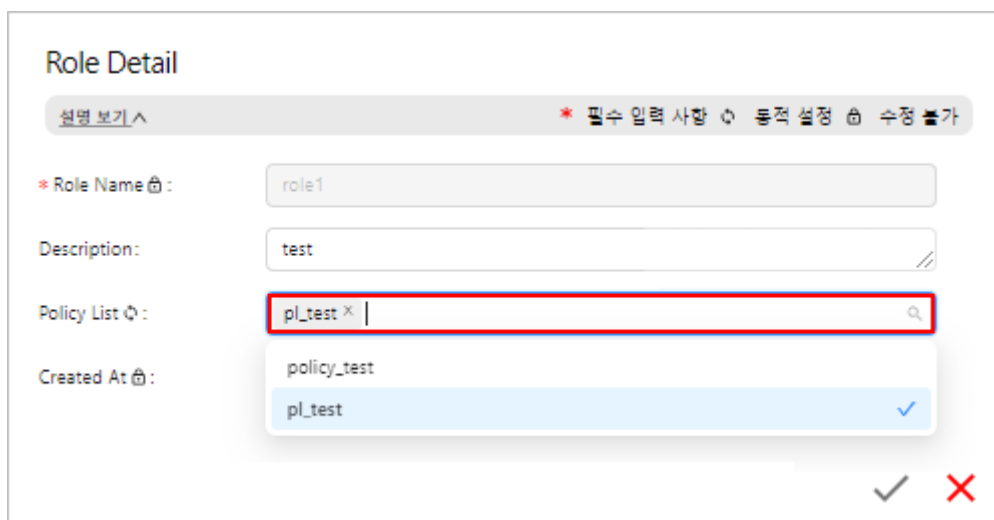 Role Detail
설명 보기 * 필수 입력 사항 동적 설정 수정 불가
* Role Name : role1
Description: test
Policy List : pl_test ×
policy_test
Created At :
pl_test